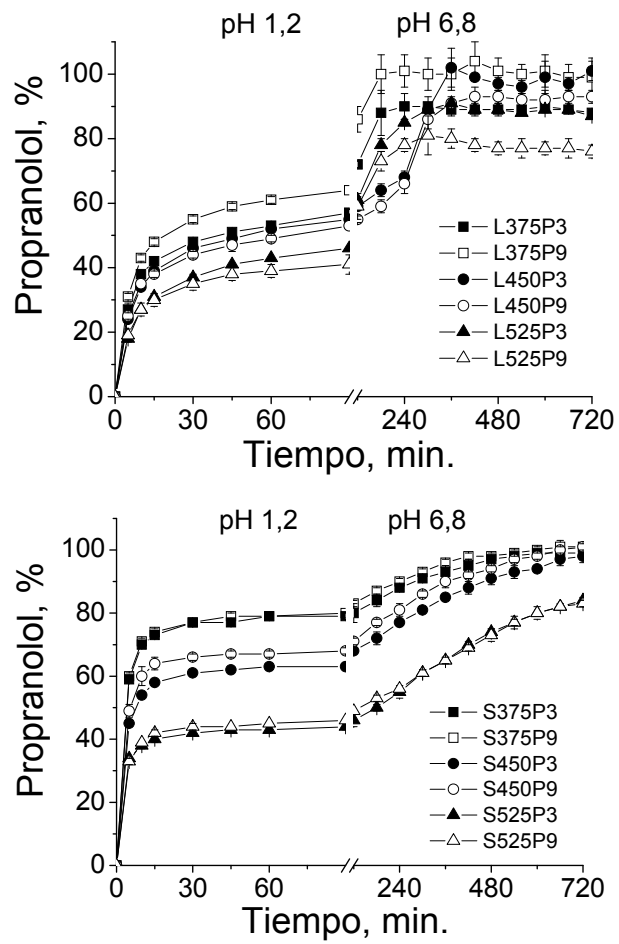 pH 1,2 pH 6,8
100
80
60
40
20
0
Propranolol, %
L375P3
L375P9
L450P3
L450P9
L525P3
L525P9
0 30 60 240 480 720
Tiempo, min.
pH 1,2 pH 6,8
100
80
60
40
20
0
Propranolol, %
S375P3
S375P9
S450P3
S450P9
S525P3
S525P9
0 30 60 240 480 720
Tiempo, min.